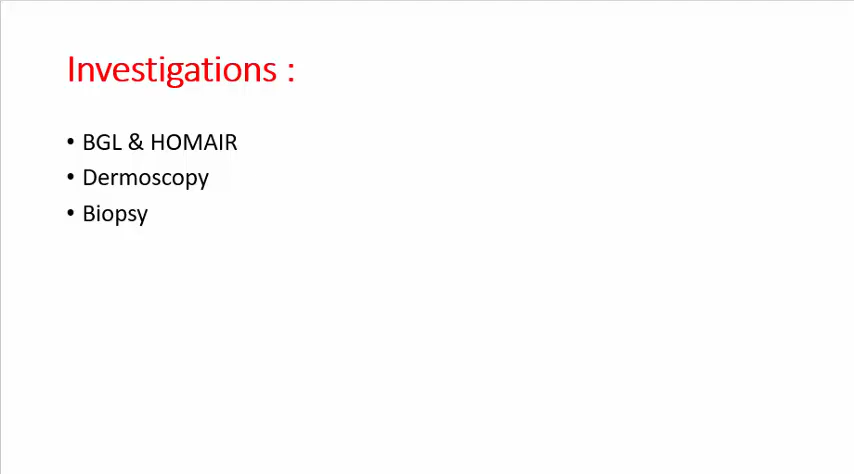 Investigations :
• BGL & HOMAIR
• Dermoscopy
• Biopsy